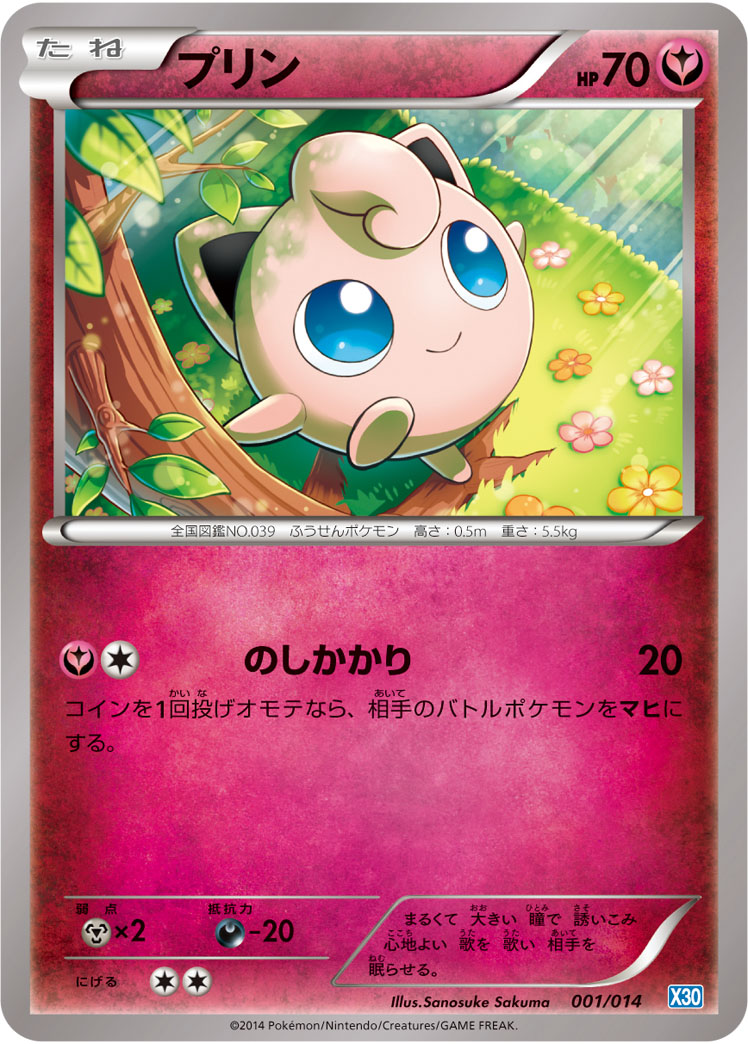 たね プリン HP70
全国図鑑NO.039 ふうせんポケモン 高さ:0.5m 重さ:5.5kg
のしかかり 20
コインを1回投げオモテなら、相手のバトルポケモンをマヒに
する。
弱点 抵抗力
×2 -20
にげる
まるくて 大きい 瞳で 誘いこみ
心地よい 歌を 歌い 相手を
眠らせる。
Illus.Sanosuke Sakuma 001/014 X30
©2014 Pokémon/Nintendo/Creatures/GAME FREAK.